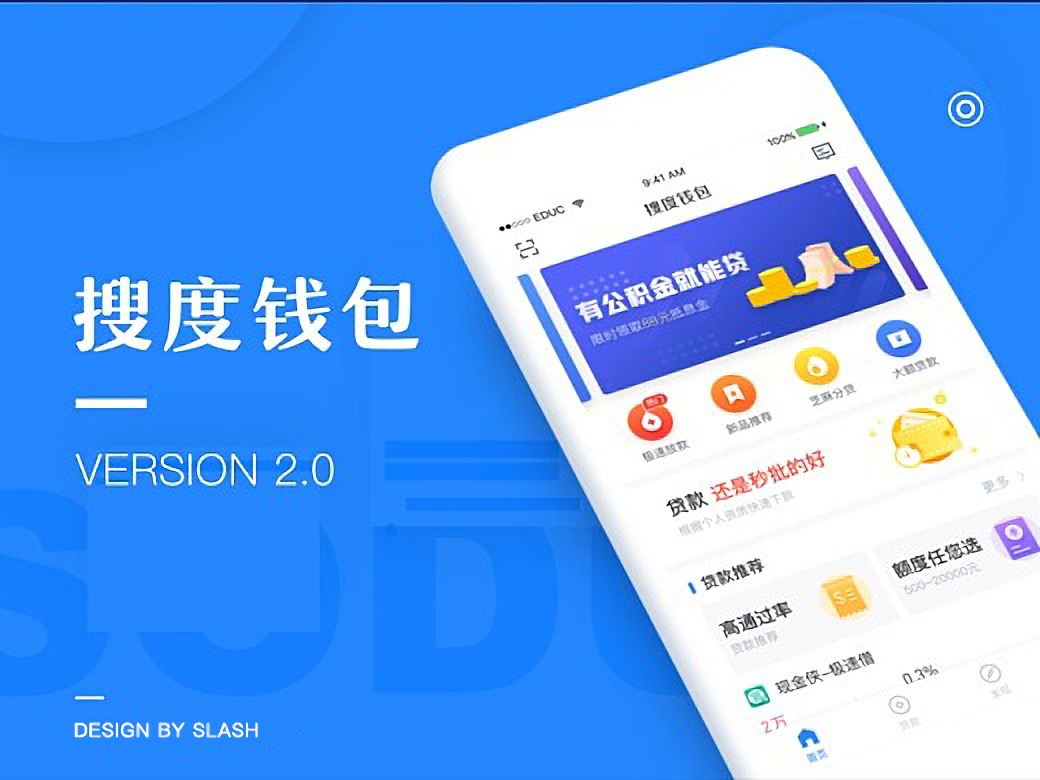 搜度钱包
VERSION 2.0
DESIGN BY SLASH
SODU
EDUC
9:41 AM
100%
搜度钱包
有公积金就能贷
限时领取88元抵息金
极速放款
新品推荐
芝麻分贷
大额贷款
贷款 还是秒批的好
根据个人资质快速下款
贷款推荐
更多
高通过率
贷款推荐
额度任您选
500-20000元
现金侠-极速借
2万
0.3%
首页
贷款
发现